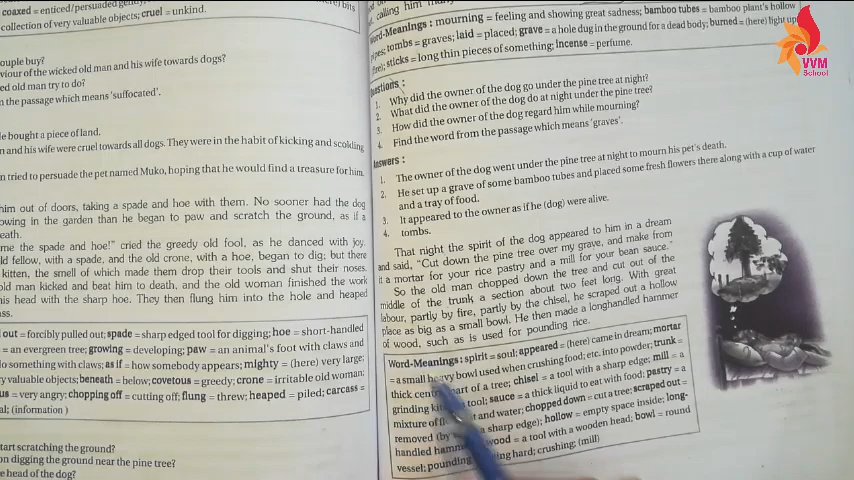 coaxed = enticed/persuaded
bits
collection of very valuable objects; cruel = unkind.
ouple buy?
viour of the wicked old man and his wife towards dogs?
ed old man try to do?
n the passage which means 'suffocated'.
e bought a piece of land.
n and his wife were cruel towards all dogs. They were in the habit of kicking and scolding
n tried to persuade the pet named Muko, hoping that he would find a treasure for him.
him out of doors, taking a spade and hoe with them. No sooner had the dog
owing in the garden than he began to paw and scratch the ground, as if a
eath.
me the spade and hoe!" cried the greedy old fool, as he danced with joy.
ld fellow, with a spade, and the old crone, with a hoe, began to dig; but there
kitten, the smell of which made them drop their tools and shut their noses.
old man kicked and beat him to death, and the old woman finished the work
his head with the sharp hoe. They then flung him into the hole and heaped
ass.
out = forcibly pulled out; spade = sharp edged tool for digging; hoe = short-handled
= an evergreen tree; growing = developing; paw = an animal's foot with claws and
lo something with claws; as if = how somebody appears; mighty = (here) very large;
y valuable objects; beneath = below; covetous = greedy; crone = irritable old woman;
us = very angry; chopping off = cutting off; flung = threw; heaped = piled; carcass =
al; (information )
tart scratching the ground?
on digging the ground near the pine tree?
e head of the dog?
calling him
ord-Meanings : mourning = feeling and showing great sadness; bamboo tubes = bamboo plant's hollow
pipes; tombs = graves; laid = placed; grave = a hole dug in the ground for a dead body; burned = (here) light up
fire); sticks = long thin pieces of something; incense = perfume.
uestions :
1. Why did the owner of the dog go under the pine tree at night?
2. What did the owner of the dog do at night under the pine tree?
3. How did the owner of the dog regard him while mourning?
4. Find the word from the passage which means 'graves'.
Answers :
1. The owner of the dog went under the pine tree at night to mourn his pet's death.
2. He set up a grave of some bamboo tubes and placed some fresh flowers there along with a cup of water
and a tray of food.
3. It appeared to the owner as if he (dog) were alive.
4. tombs.
That night the spirit of the dog appeared to him in a dream
and said, "Cut down the pine tree over my grave, and make from
it a mortar for your rice pastry and a mill for your bean sauce."
So the old man chopped down the tree and cut out of the
middle of the trunk a section about two feet long. With great
labour, partly by fire, partly by the chisel, he scraped out a hollow
place as big as a small bowl. He then made a longhandled hammer
of wood, such as is used for pounding rice.
Word-Meanings : spirit = soul; appeared = (here) came in dream; mortar
= a small heavy bowl used when crushing food; etc. into powder; trunk =
thick central part of a tree; chisel = a tool with a sharp edge; mill = a
grinding tool; sauce = a thick liquid to eat with food; pastry = a
mixture of and water; chopped down = cut a tree; scraped out =
removed (by a sharp edge); hollow = empty space inside; long-
handled wood = a tool with a wooden head; bowl = round
vessel; pounding hard; crushing; (mill)
VVM
School